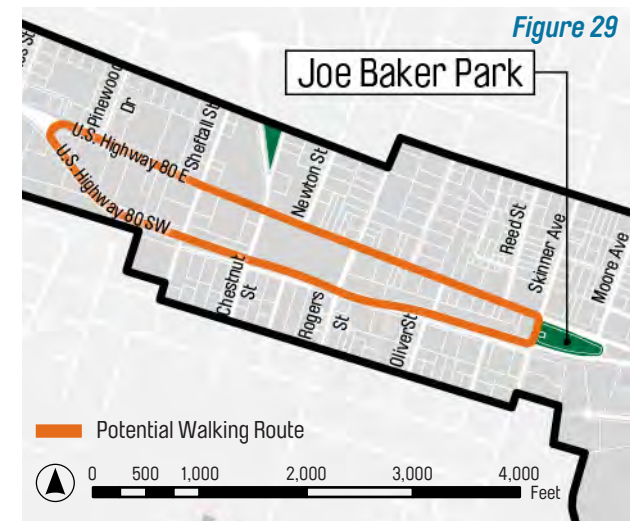 Figure 29
Joe Baker Park
Pinewood
Dr
Sheftall St
U.S. Highway 80 E
U.S. Highway 80 SW
Newton St
Reed St
Skinner Ave
Moore Ave
Chestnut
St
Rogers
St
OliverSt
Potential Walking Route
0 500 1,000 2,000 3,000 4,000
Feet